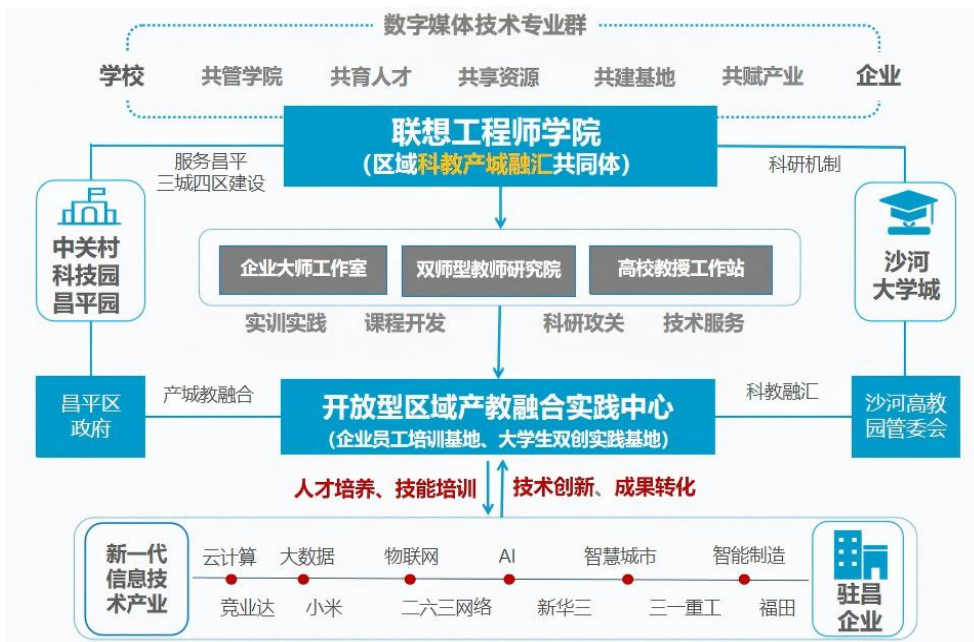 数字媒体技术专业群
学校 共管学院 共育人才 共享资源 共建基地 共赋产业 企业
联想工程师学院
（区域科教产城融汇共同体）
服务昌平
三城四区建设
科研机制
中关村
科技园
昌平园
沙河
大学城
企业大师工作室 双师型教师研究院 高校教授工作站
实训实践 课程开发 科研攻关 技术服务
昌平区
政府
产城教融合
开放型区域产教融合实践中心
（企业员工培训基地、大学生双创实践基地）
科教融汇
沙河高教
园管委会
人才培养、技能培训 技术创新、成果转化
新一代
信息技
术产业
云计算 大数据 物联网 AI 智慧城市 智能制造
竞业达 小米 二六三网络 新华三 三一重工 福田
驻昌
企业